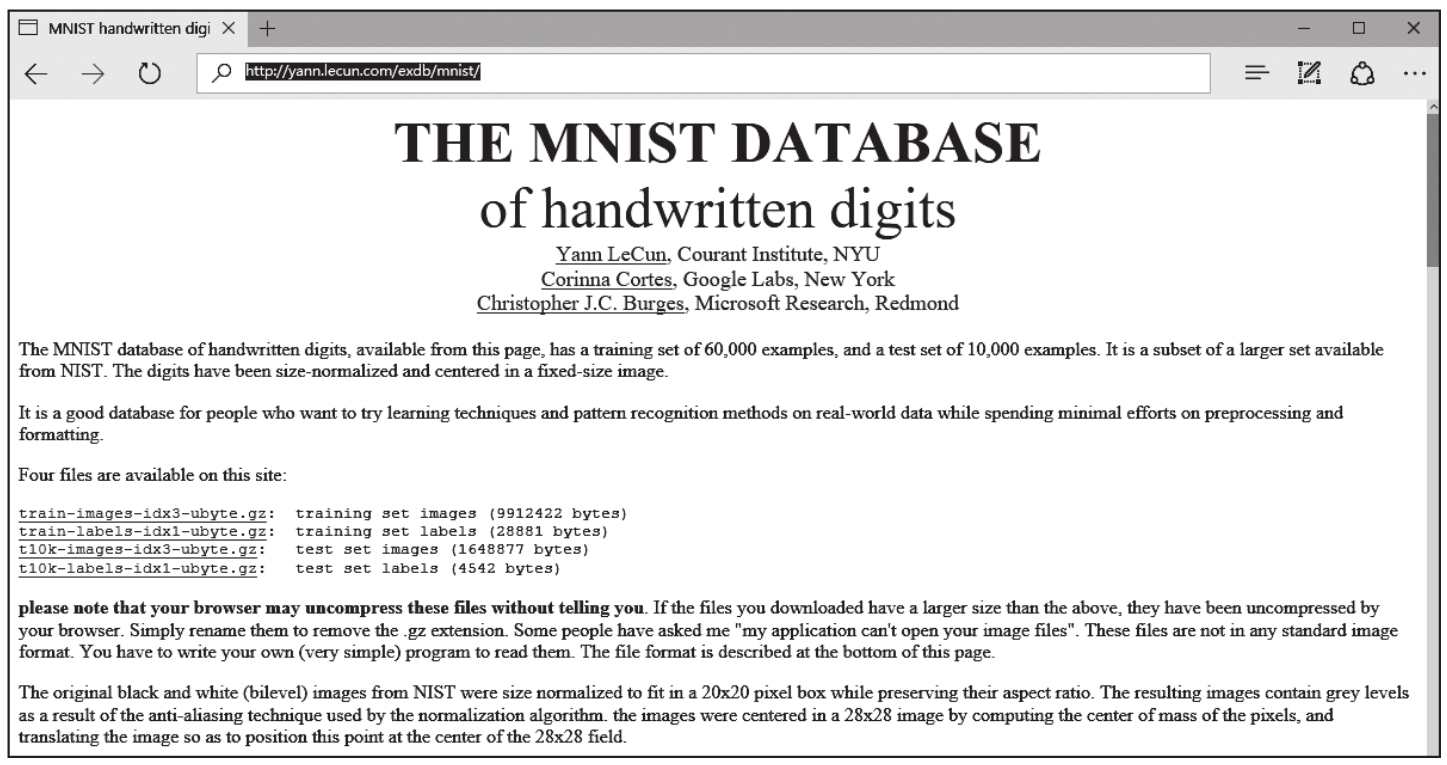 MNIST handwritten digi
http://yann.lecun.com/exdb/mnist/
THE MNIST DATABASE
of handwritten digits
Yann LeCun, Courant Institute, NYU
Corinna Cortes, Google Labs, New York
Christopher J.C. Burges, Microsoft Research, Redmond
The MNIST database of handwritten digits, available from this page, has a training set of 60,000 examples, and a test set of 10,000 examples. It is a subset of a larger set available
from NIST. The digits have been size-normalized and centered in a fixed-size image.
It is a good database for people who want to try learning techniques and pattern recognition methods on real-world data while spending minimal efforts on preprocessing and
formatting.
Four files are available on this site:
train-images-idx3-ubyte.gz: training set images (9912422 bytes)
train-labels-idx1-ubyte.gz: training set labels (28881 bytes)
t10k-images-idx3-ubyte.gz: test set images (1648877 bytes)
t10k-labels-idx1-ubyte.gz: test set labels (4542 bytes)
please note that your browser may uncompress these files without telling you. If the files you downloaded have a larger size than the above, they have been uncompressed by
your browser. Simply rename them to remove the .gz extension. Some people have asked me "my application can't open your image files". These files are not in any standard image
format. You have to write your own (very simple) program to read them. The file format is described at the bottom of this page.
The original black and white (bilevel) images from NIST were size normalized to fit in a 20x20 pixel box while preserving their aspect ratio. The resulting images contain grey levels
as a result of the anti-aliasing technique used by the normalization algorithm. the images were centered in a 28x28 image by computing the center of mass of the pixels, and
translating the image so as to position this point at the center of the 28x28 field.